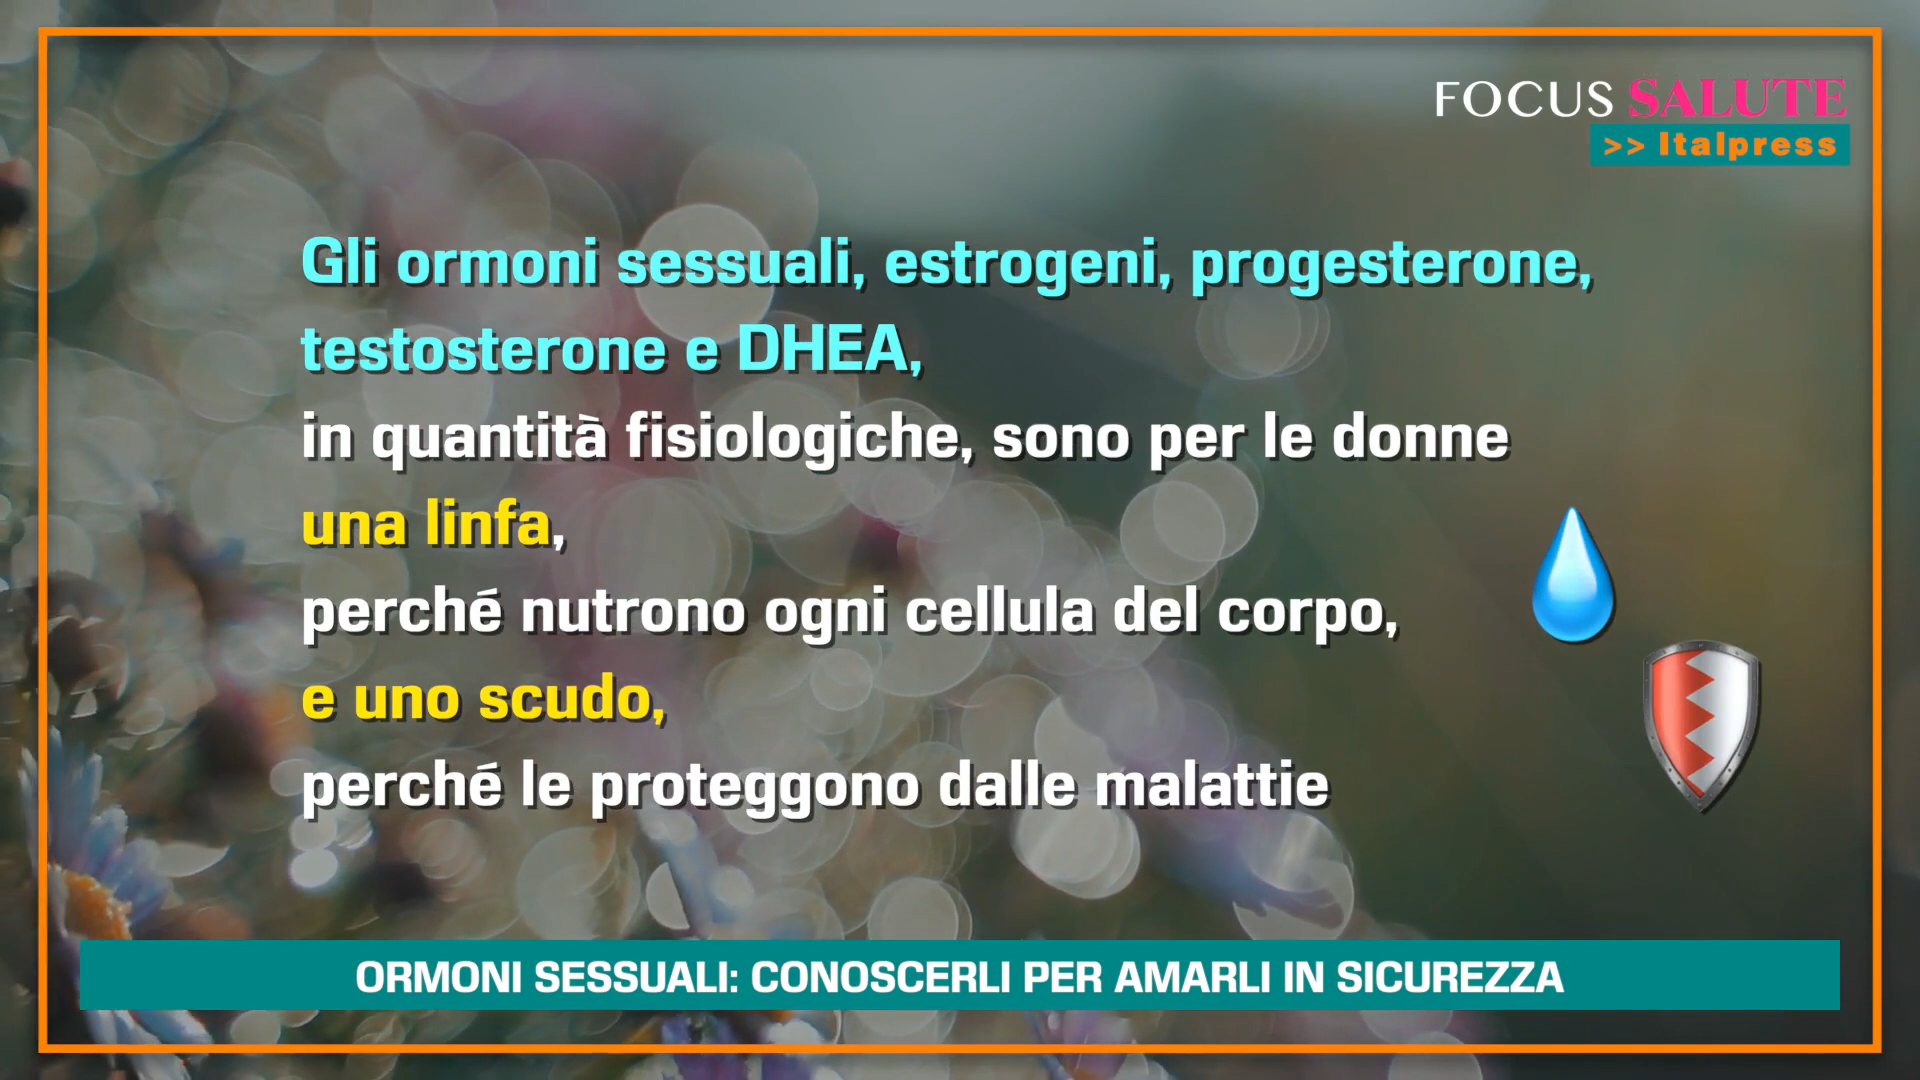 FOCUS SALUTE
>> Italpress
Gli ormoni sessuali, estrogeni, progesterone,
testosterone e DHEA,
in quantità fisiologiche, sono per le donne
una linfa,
perché nutrono ogni cellula del corpo,
e uno scudo,
perché le proteggono dalle malattie
ORMONI SESSUALI: CONOSCERLI PER AMARLI IN SICUREZZA